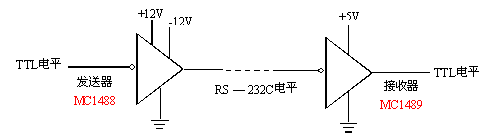 +12V
-12V
+5V
TTL电平
发送器
MC1488
RS—232C电平
接收器
MC1489
TTL电平